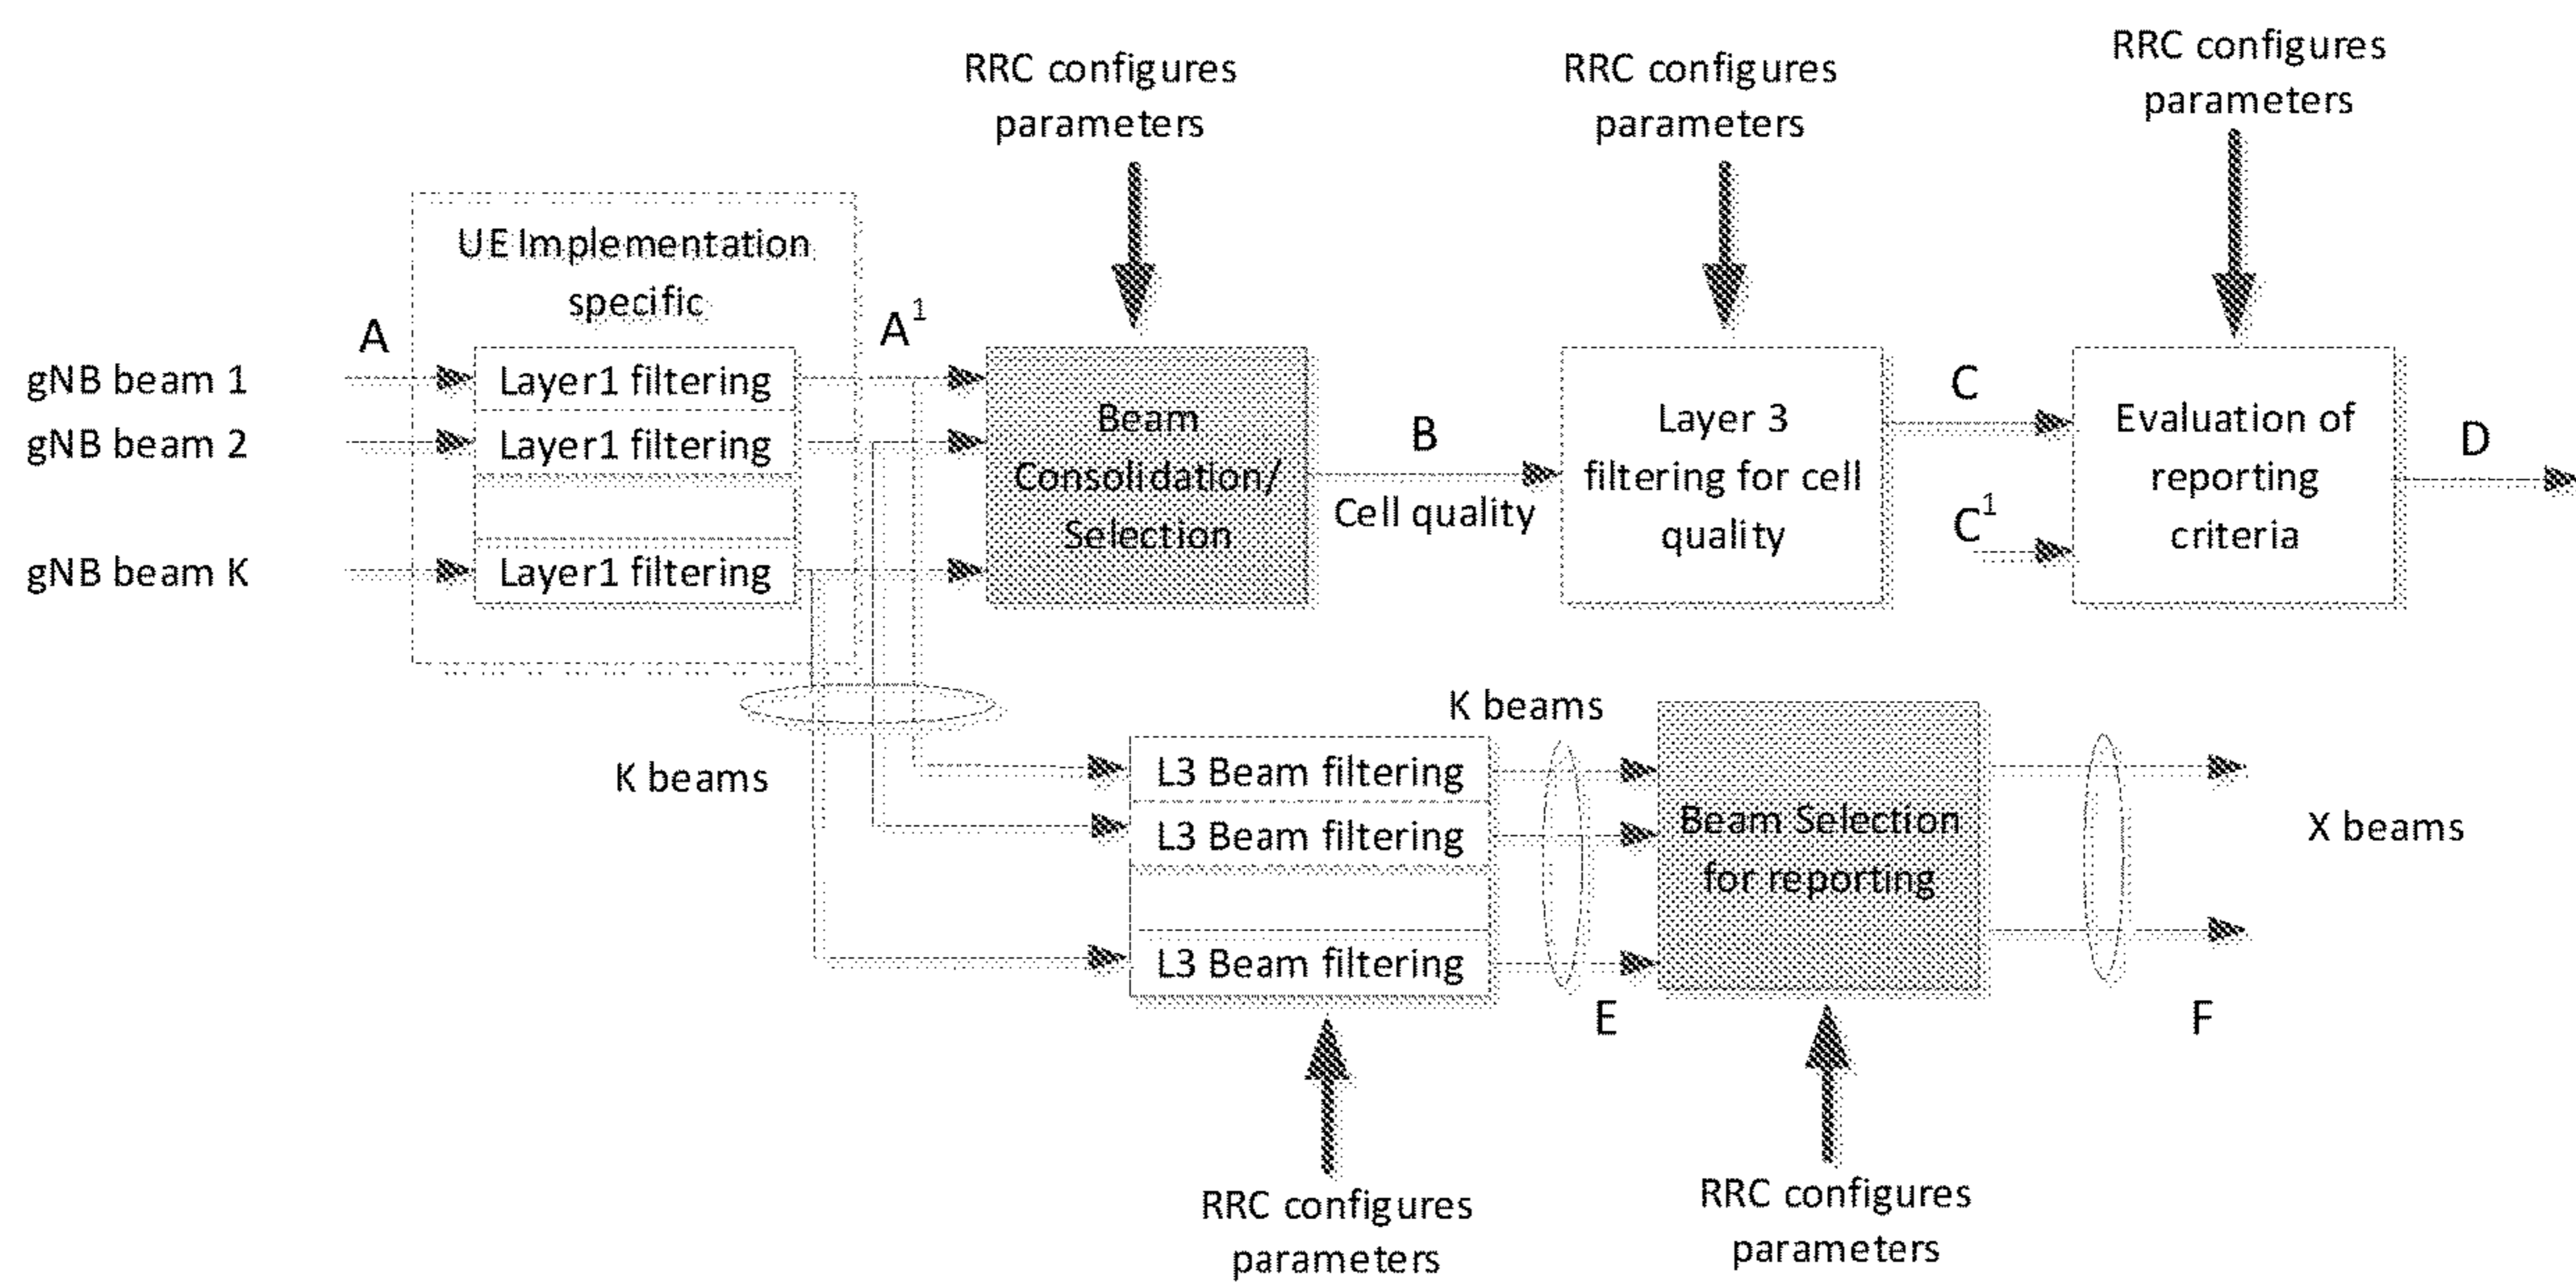 RRC configures
parameters
RRC configures
parameters
RRC configures
parameters
UE Implementation
specific
A
A¹
gNB beam 1
Layer1 filtering
gNB beam 2
Layer1 filtering
gNB beam K
Layer1 filtering
Beam
Consolidation/
Selection
B
Cell quality
Layer 3
filtering for cell
quality
C
C¹
Evaluation of
reporting
criteria
D
K beams
K beams
L3 Beam filtering
L3 Beam filtering
L3 Beam filtering
E
Beam Selection
for reporting
X beams
F
RRC configures
parameters
RRC configures
parameters